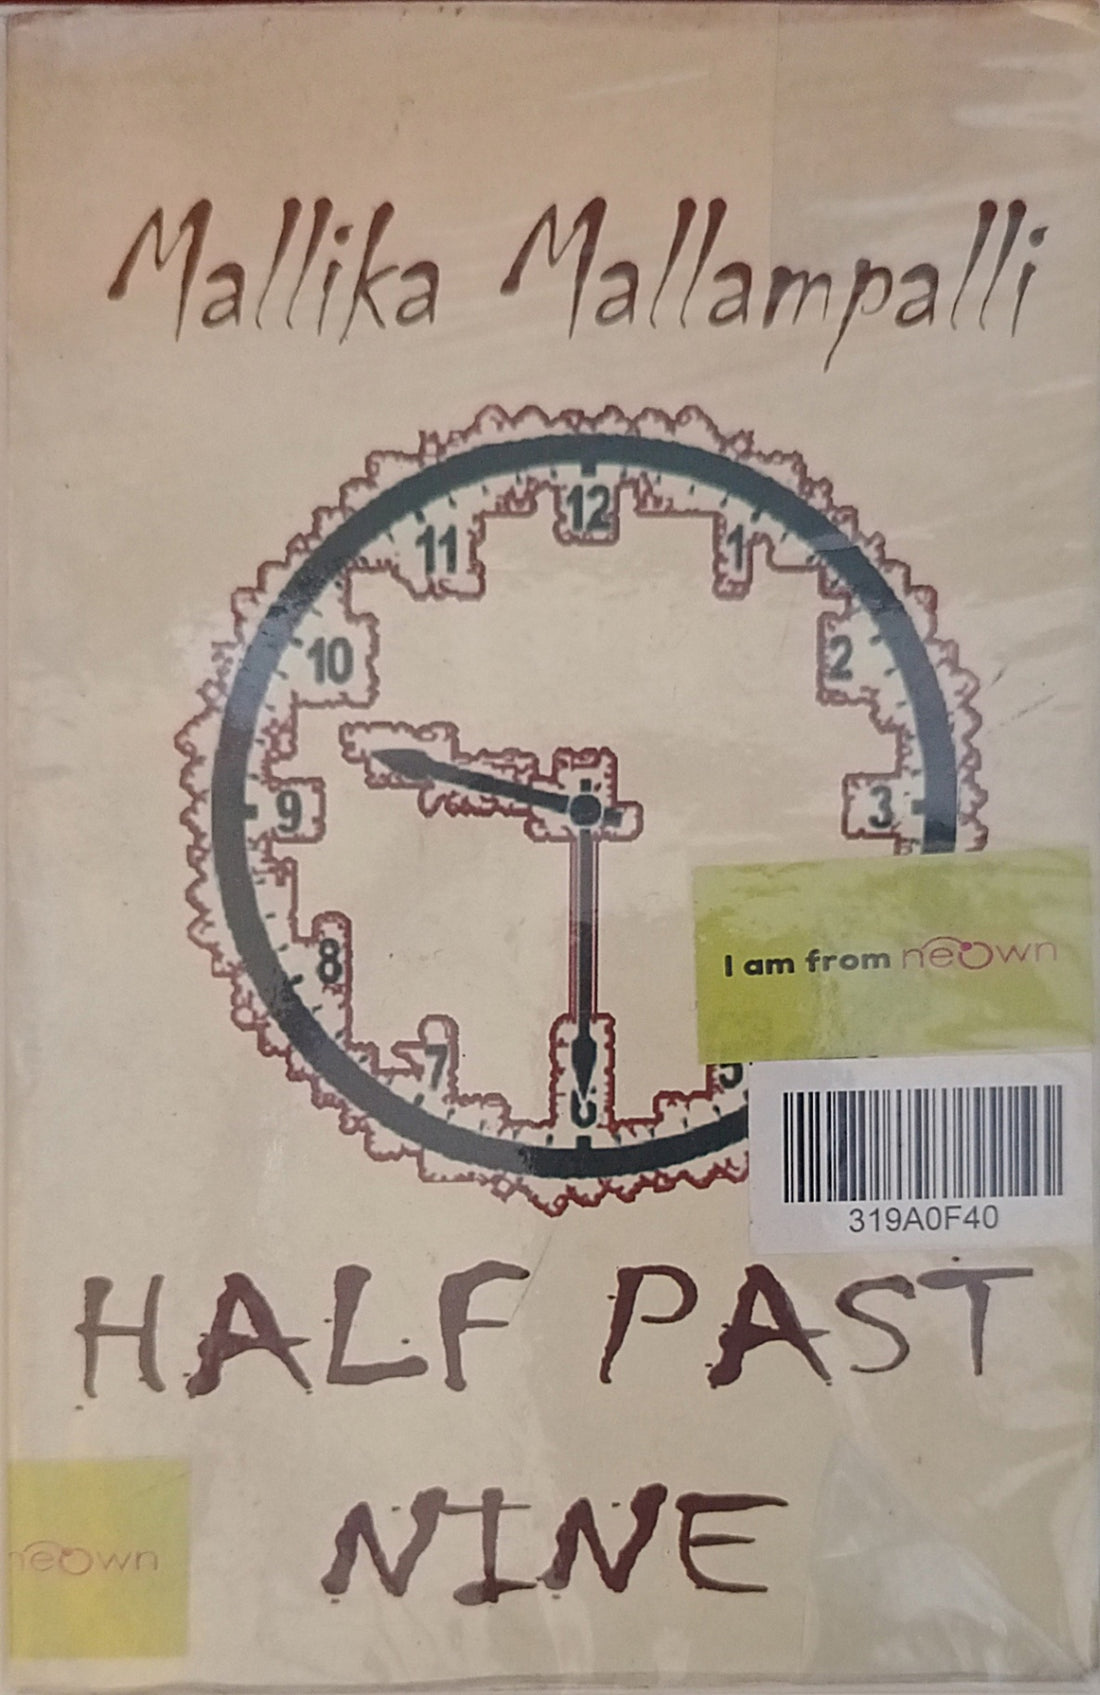 Mallika Mallampalli
12
11
1
10
2
9
3
8
7
6
I am from neown
319A0F40
HALF PAST
NINE
neown